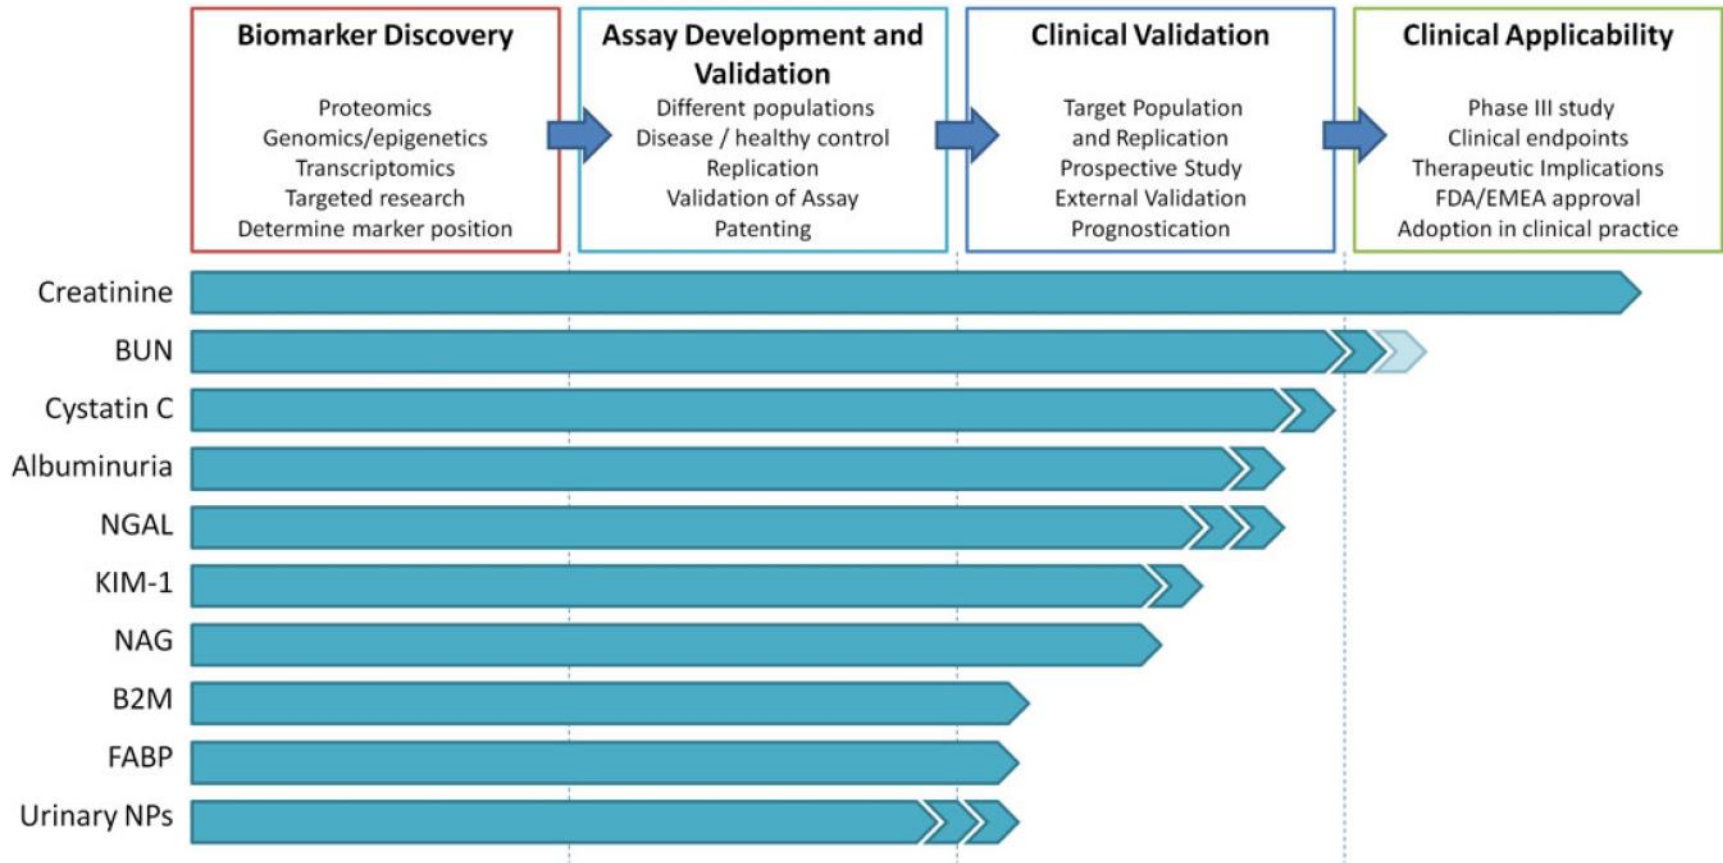 Biomarker Discovery
Proteomics
Genomics/epigenetics
Transcriptomics
Targeted research
Determine marker position
Assay Development and
Validation
Different populations
Disease / healthy control
Replication
Validation of Assay
Patenting
Clinical Validation
Target Population
and Replication
Prospective Study
External Validation
Prognostication
Clinical Applicability
Phase III study
Clinical endpoints
Therapeutic Implications
FDA/EMEA approval
Adoption in clinical practice
Creatinine
BUN
Cystatin C
Albuminuria
NGAL
KIM-1
NAG
B2M
FABP
Urinary NPs